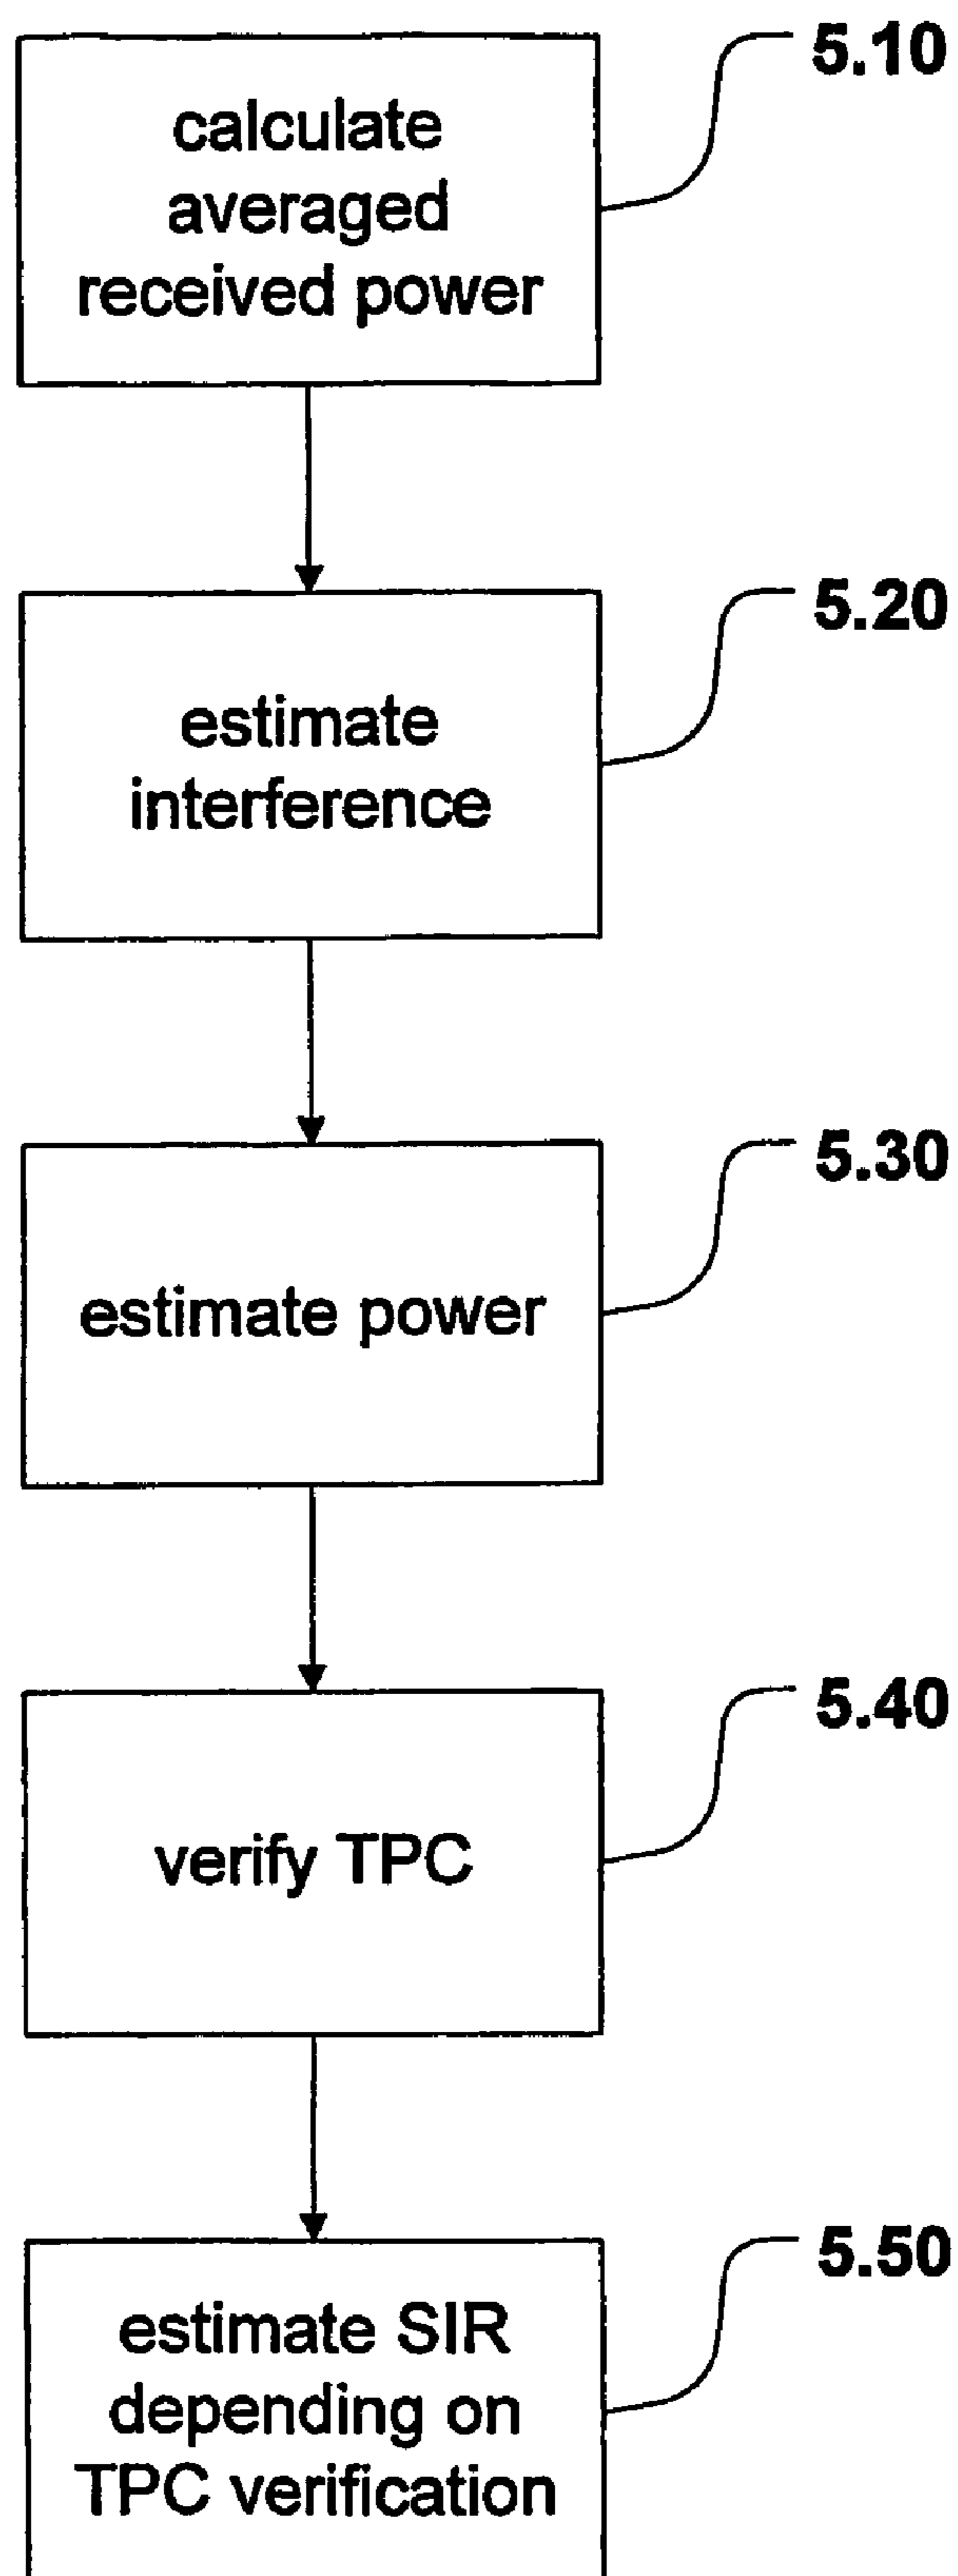 5.10
calculate
averaged
received power
5.20
estimate
interference
5.30
estimate power
5.40
verify TPC
5.50
estimate SIR
depending on
TPC verification